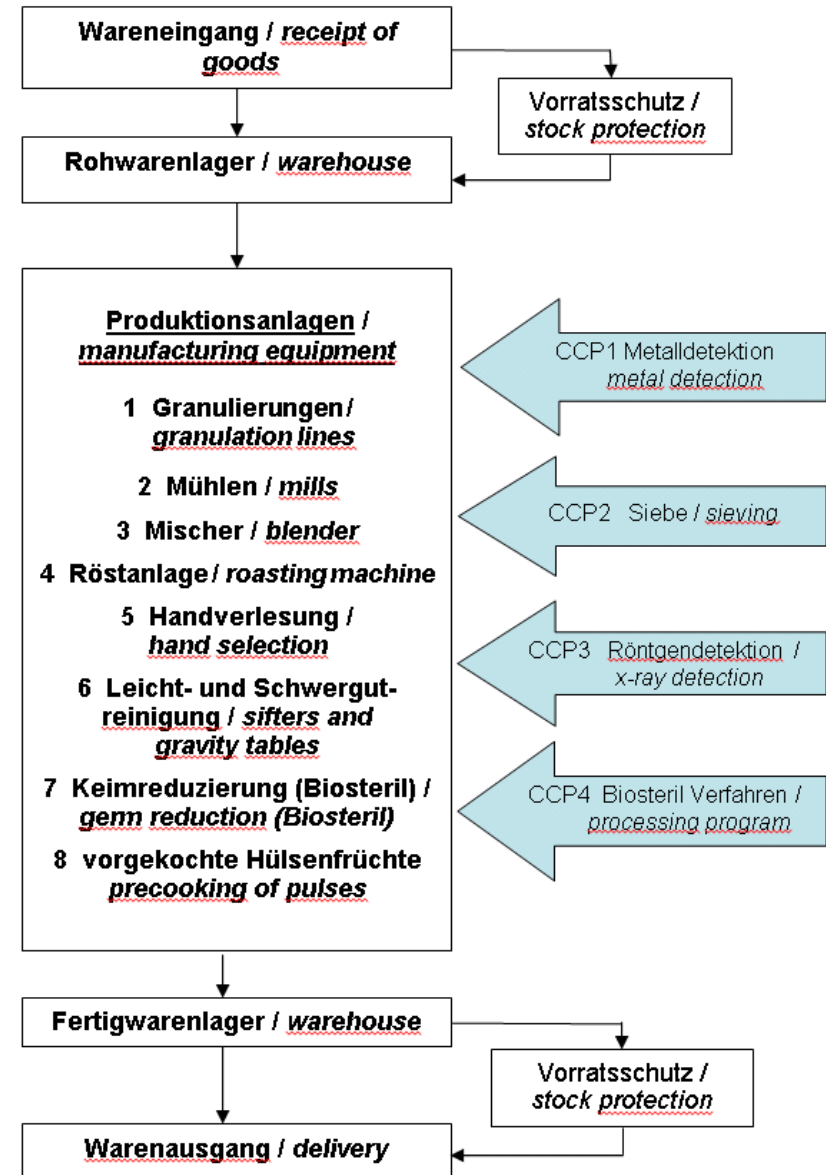 Wareneingang / receipt of
goods
Vorratsschutz /
stock protection
Rohwarenlager / warehouse
Produktionsanlagen /
manufacturing equipment
1 Granulierungen/
granulation lines
2 Mühlen / mills
3 Mischer / blender
4 Röstanlage / roasting machine
5 Handverlesung /
hand selection
6 Leicht- und Schwergut-
reinigung / sifters and
gravity tables
7 Keimreduzierung (Biosteril) /
germ reduction (Biosteril)
8 vorgekochte Hülsenfrüchte
precooking of pulses
CCP1 Metalldetektion
metal detection
CCP2 Siebe / sieving
CCP3 Röntgendetektion /
x-ray detection
CCP4 Biosteril Verfahren /
processing program
Fertigwarenlager / warehouse
Vorratsschutz /
stock protection
Warenausgang / delivery